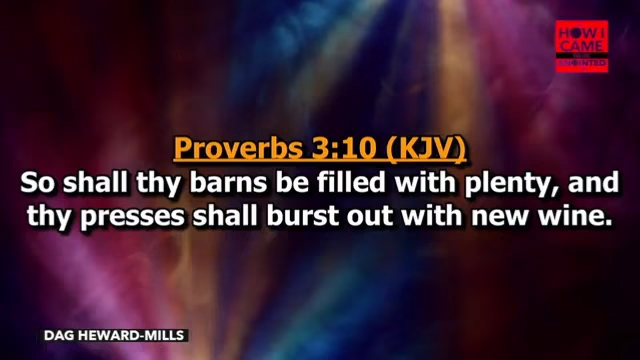 HOW I
CAME
ANOINTED
Proverbs 3:10 (KJV)
So shall thy barns be filled with plenty, and
thy presses shall burst out with new wine.
DAG HEWARD-MILLS